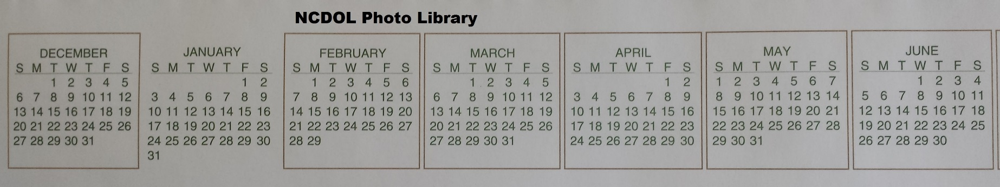 NCDOL Photo Library
DECEMBER
S M T W T F S
1 2 3 4 5
6 7 8 9 10 11 12
13 14 15 16 17 18 19
20 21 22 23 24 25 26
27 28 29 30 31
JANUARY
S M T W T F S
1 2
3 4 5 6 7 8 9
10 11 12 13 14 15 16
17 18 19 20 21 22 23
24 25 26 27 28 29 30
31
FEBRUARY
S M T W T F S
1 2 3 4 5 6
7 8 9 10 11 12 13
14 15 16 17 18 19 20
21 22 23 24 25 26 27
28 29
MARCH
S M T W T F S
1 2 3 4 5
6 7 8 9 10 11 12
13 14 15 16 17 18 19
20 21 22 23 24 25 26
27 28 29 30 31
APRIL
S M T W T F S
1 2
3 4 5 6 7 8 9
10 11 12 13 14 15 16
17 18 19 20 21 22 23
24 25 26 27 28 29 30
MAY
S M T W T F S
1 2 3 4 5 6 7
8 9 10 11 12 13 14
15 16 17 18 19 20 21
22 23 24 25 26 27 28
29 30 31
JUNE
S M T W T F S
1 2 3 4
5 6 7 8 9 10 11
12 13 14 15 16 17 18
19 20 21 22 23 24 25
26 27 28 29 30